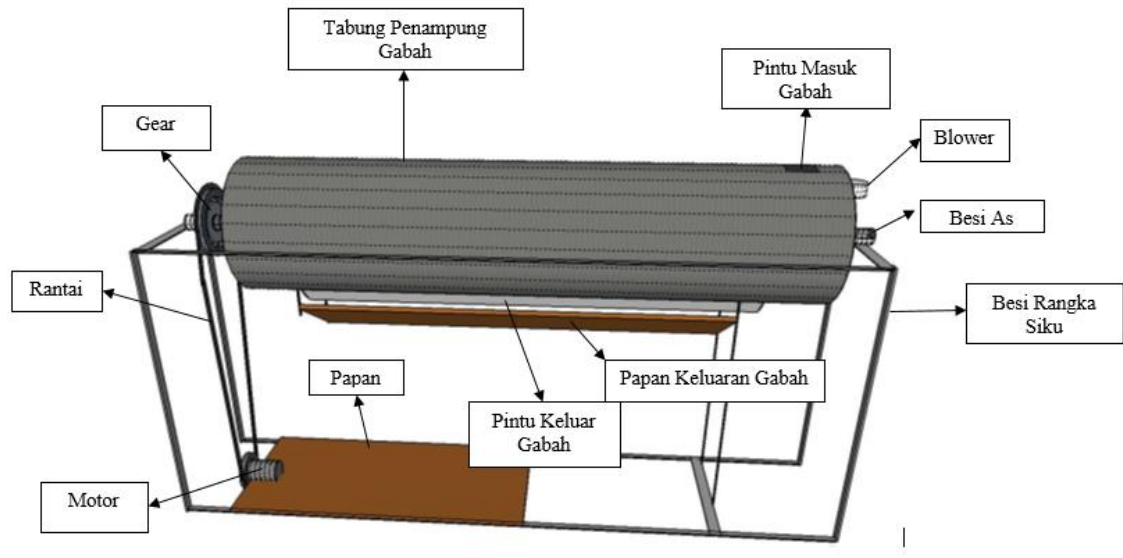 Tabung Penampung
Gabah
Pintu Masuk
Gabah
Gear
Blower
Besi As
Rantai
Besi Rangka
Siku
Papan
Papan Keluaran Gabah
Pintu Keluar
Gabah
Motor